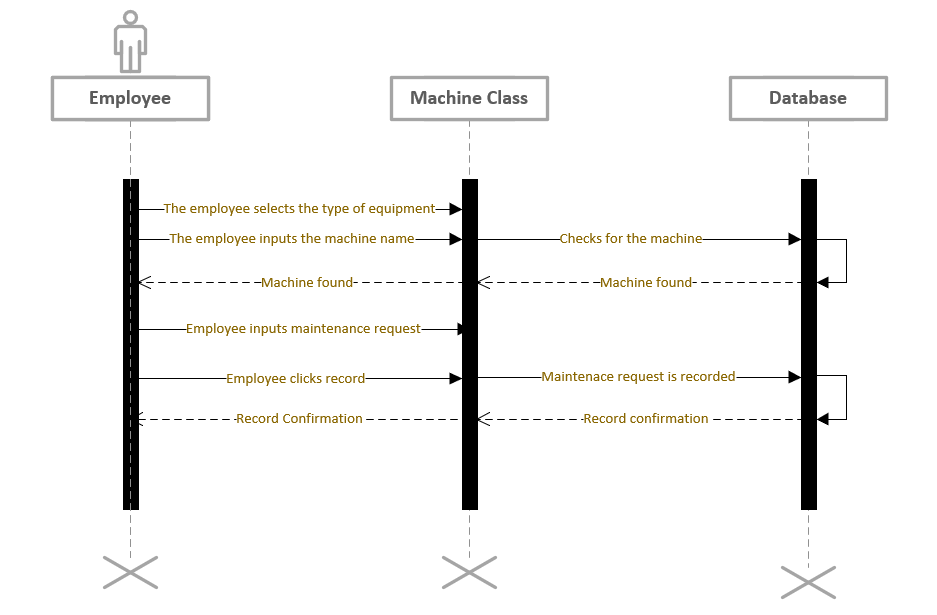 Employee
Machine Class
Database
The employee selects the type of equipment
The employee inputs the machine name
Checks for the machine
Machine found
Machine found
Employee inputs maintenance request
Employee clicks record
Maintenace request is recorded
Record Confirmation
Record confirmation